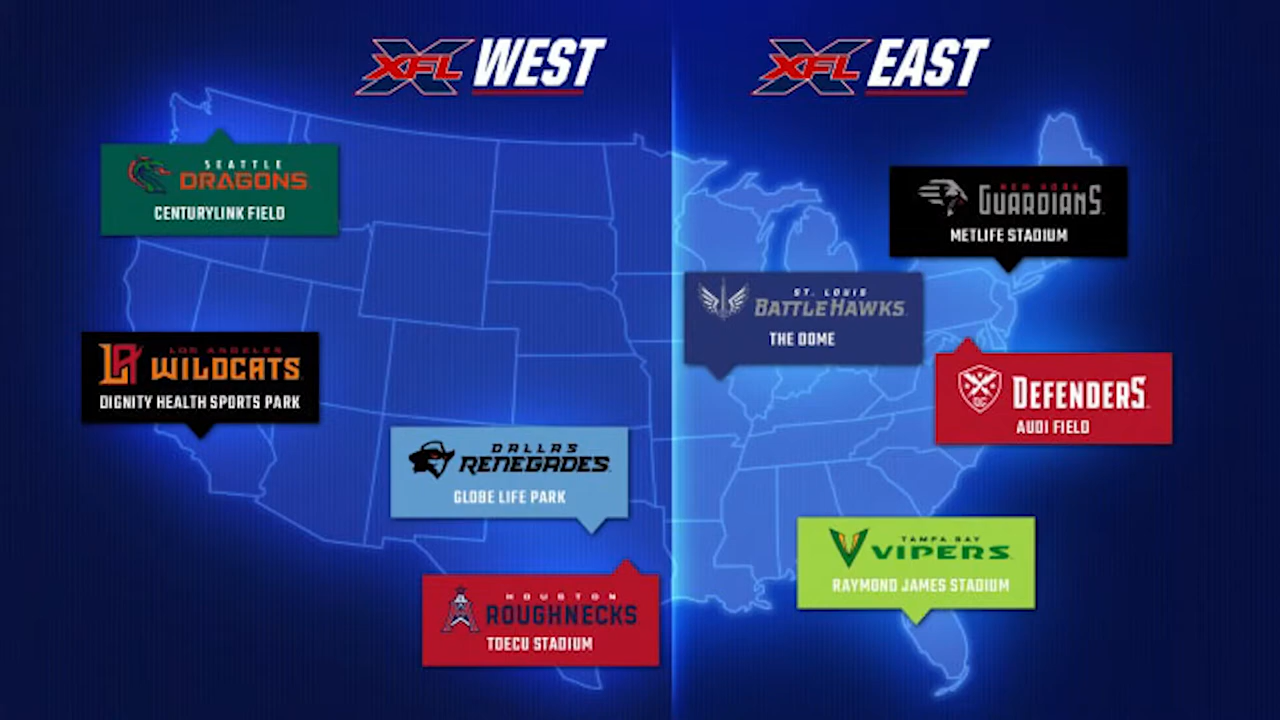 XFL WEST
XFL EAST
SEATTLE
DRAGONS
CENTURYLINK FIELD
LOS ANGELES
LA WILDCATS
DIGNITY HEALTH SPORTS PARK
DALLAS
RENEGADES
GLOBE LIFE PARK
HOUSTON
ROUGHNECKS
TDECU STADIUM
NEW YORK
GUARDIANS
METLIFE STADIUM
ST. LOUIS
BATTLEHAWKS
THE DOME
DC DEFENDERS
AUDI FIELD
TAMPA BAY
VIPERS
RAYMOND JAMES STADIUM